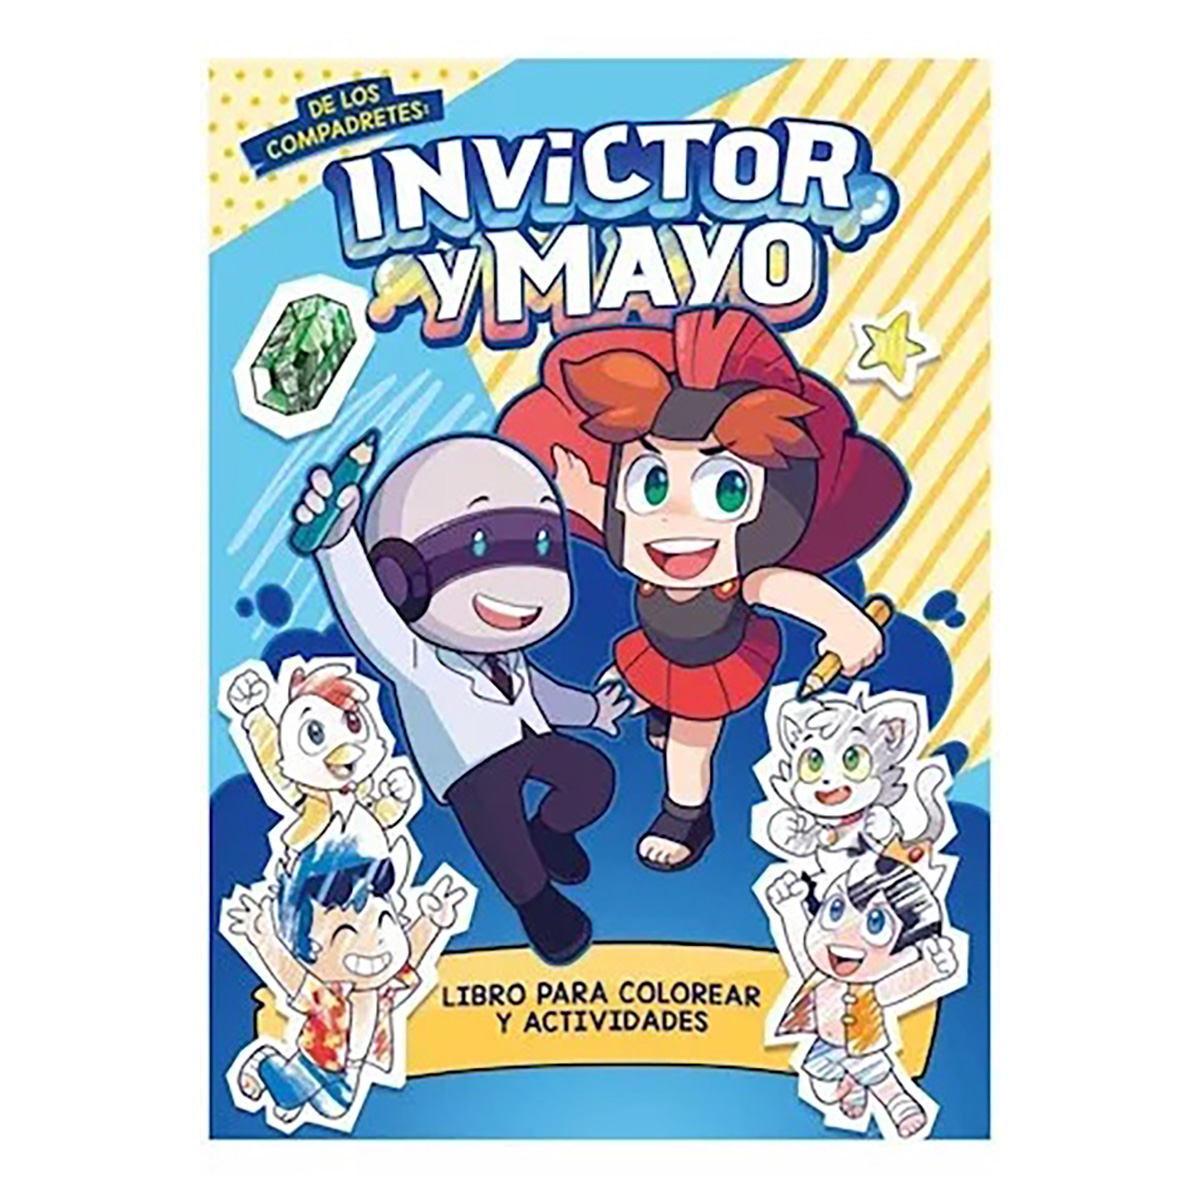 DE LOS
COMPADRETES:
INViCTOR
Y MAYO
LIBRO PARA COLOREAR
Y ACTIVIDADES